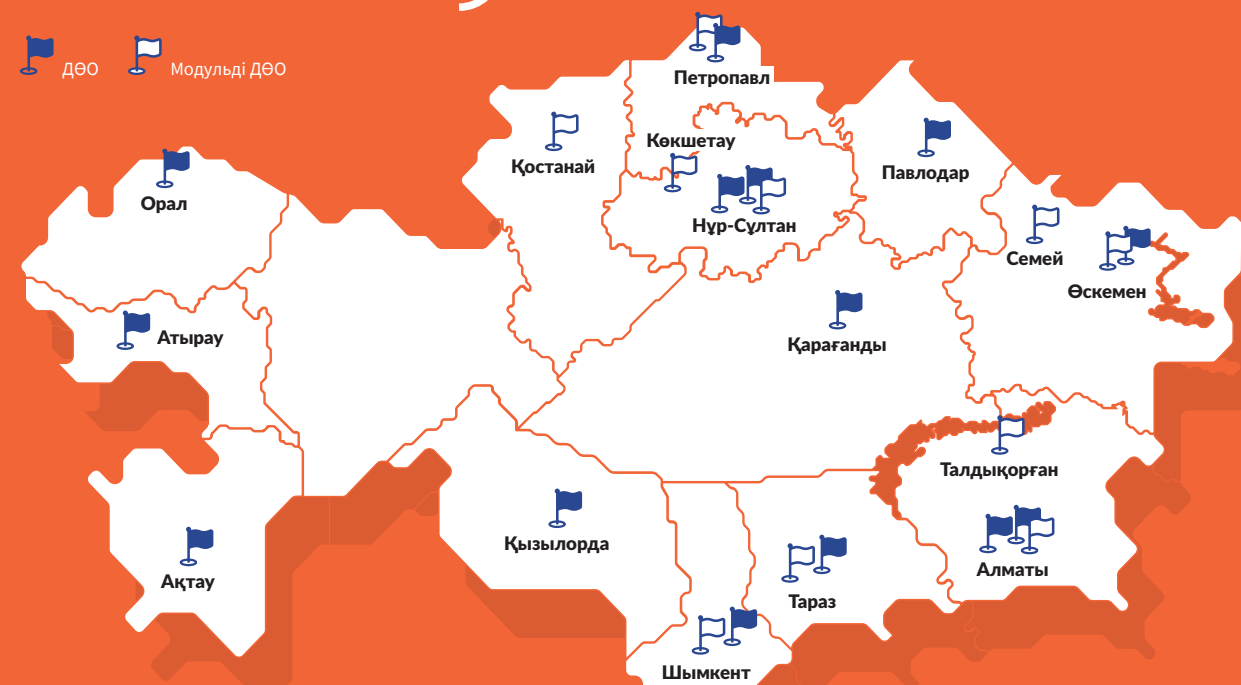 ДӨО
Модульді ДӨО
Петропавл
Көкшетау
Қостанай
Павлодар
Орал
Нұр-Сұлтан
Семей
Өскемен
Атырау
Қарағанды
Талдықорған
Қызылорда
Алматы
Ақтау
Тараз
Шымкент